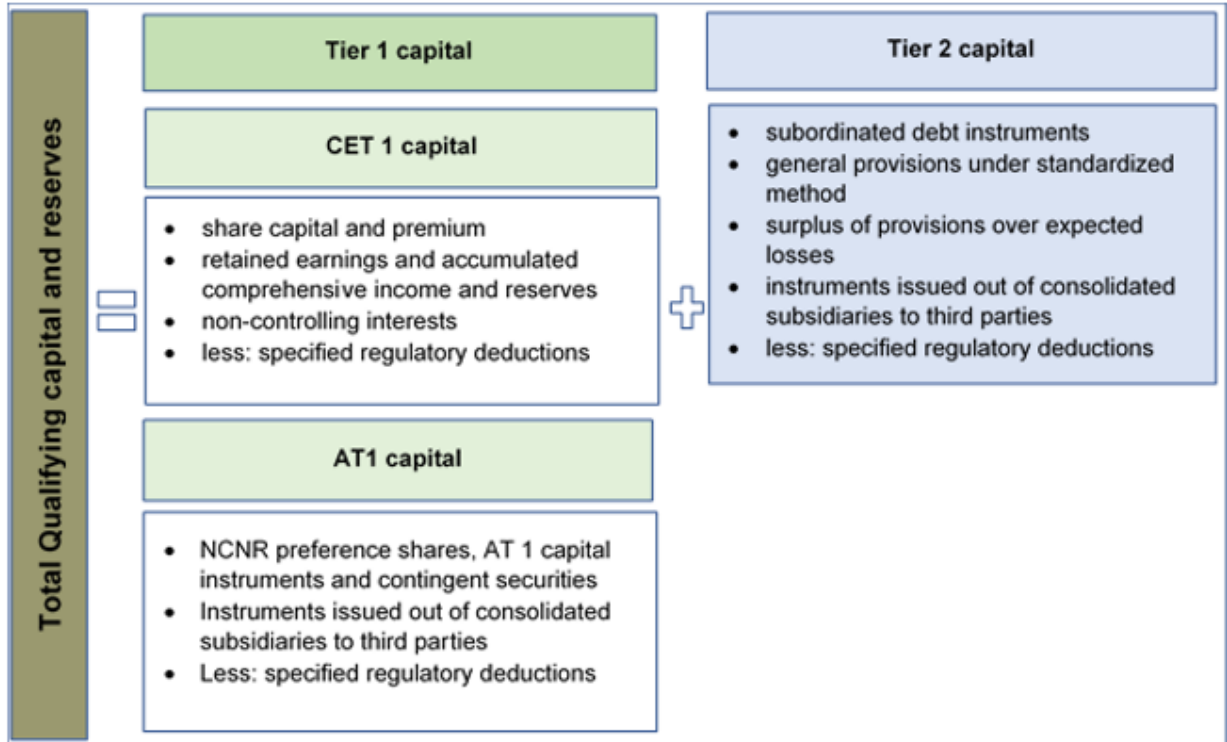 Total Qualifying capital and reserves
Tier 1 capital
CET 1 capital
• share capital and premium
• retained earnings and accumulated
comprehensive income and reserves
• non-controlling interests
• less: specified regulatory deductions
AT1 capital
• NCNR preference shares, AT 1 capital
instruments and contingent securities
• Instruments issued out of consolidated
subsidiaries to third parties
• Less: specified regulatory deductions
Tier 2 capital
• subordinated debt instruments
• general provisions under standardized
method
• surplus of provisions over expected
losses
• instruments issued out of consolidated
subsidiaries to third parties
• less: specified regulatory deductions